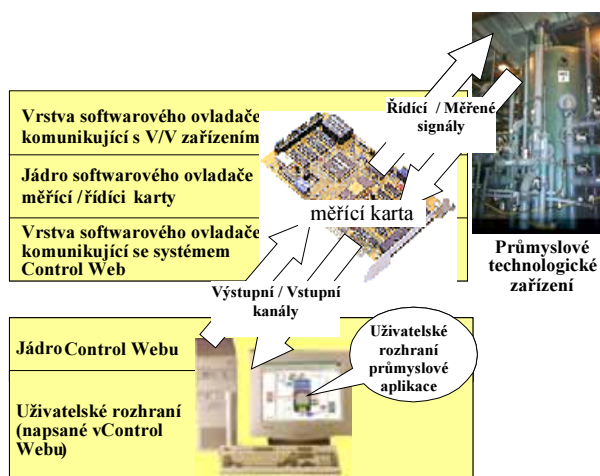 Vrstva softwarového ovladače
komunikující s V/V zařízením
Jádro softwarového ovladače
měřící /řídíci karty
Vrstva softwarového ovladače
komunikující se systémem
Control Web
Řídící / Měřené
signály
měřící karta
Průmyslové
technologické
zařízení
Výstupní / Vstupní
kanály
Jádro Control Webu
Uživatelské rozhraní
(napsané vControl
Webu)
Uživatelské
rozhraní
průmyslové
aplikace